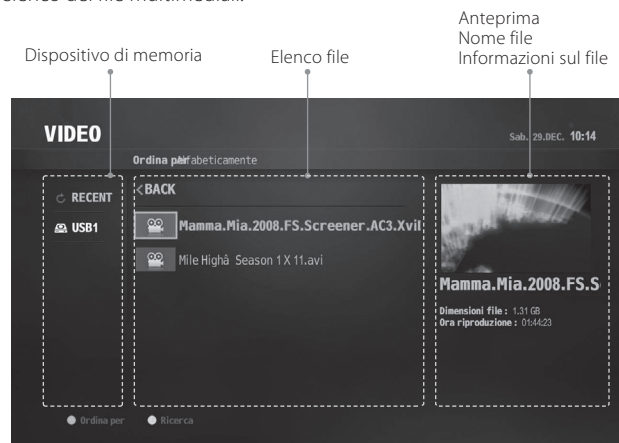 elenco dei file multimediali.
Anteprima
Nome file
Informazioni sul file
Dispositivo di memoria
Elenco file
VIDEO
Sab. 29.DEC. 10:14
Ordina per Alfabeticamente
<BACK
RECENT
USB1
Mamma.Mia.2008.FS.Screener.AC3.Xvi
Mile Highâ Season 1 X 11.avi
Mamma.Mia.2008.FS.S
Dimensioni file : 1.31 GB
Ora riproduzione : 01:44:23
Ordina per
Ricerca